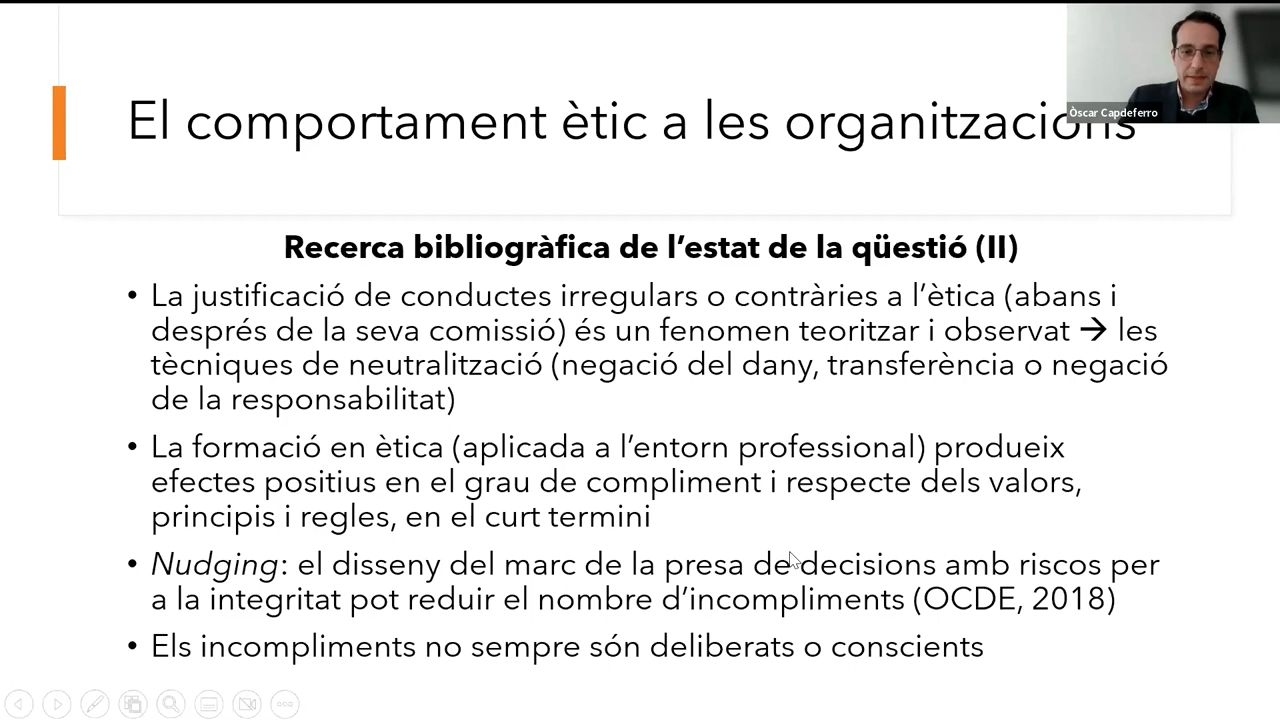 El comportament ètic a les organitzacions
Òscar Capdeferro
Recerca bibliogràfica de l’estat de la qüestió (II)
• La justificació de conductes irregulars o contràries a l’ètica (abans i
després de la seva comissió) és un fenomen teoritzar i observat → les
tècniques de neutralització (negació del dany, transferència o negació
de la responsabilitat)
• La formació en ètica (aplicada a l’entorn professional) produeix
efectes positius en el grau de compliment i respecte dels valors,
principis i regles, en el curt termini
• Nudging: el disseny del marc de la presa de decisions amb riscos per
a la integritat pot reduir el nombre d’incompliments (OCDE, 2018)
• Els incompliments no sempre són deliberats o conscients